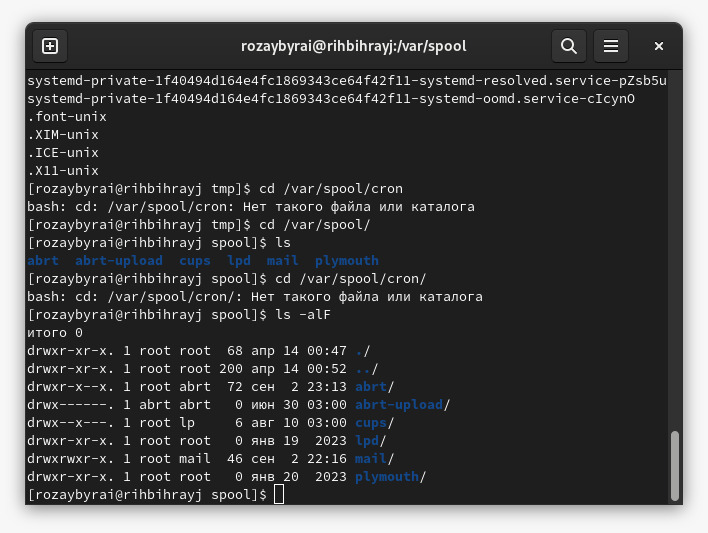 rozaybyrai@rihbihrayj:/var/spool
systemd-private-1f40494d164e4fc1869343ce64f42f11-systemd-resolved.service-pZsb5u
systemd-private-1f40494d164e4fc1869343ce64f42f11-systemd-oomd.service-cIcynO
.font-unix
.XIM-unix
.ICE-unix
.X11-unix
[rozaybyrai@rihbihrayj tmp]$ cd /var/spool/cron
bash: cd: /var/spool/cron: Нет такого файла или каталога
[rozaybyrai@rihbihrayj tmp]$ cd /var/spool/
[rozaybyrai@rihbihrayj spool]$ ls
abrt  abrt-upload  cups  lpd  mail  plymouth
[rozaybyrai@rihbihrayj spool]$ cd /var/spool/cron/
bash: cd: /var/spool/cron/: Нет такого файла или каталога
[rozaybyrai@rihbihrayj spool]$ ls -alF
итого 0
drwxr-xr-x. 1 root root  68 апр 14 00:47 ./
drwxr-xr-x. 1 root root 200 апр 14 00:52 ../
drwxr-x--x. 1 root abrt  72 сен  2 23:13 abrt/
drwx------. 1 abrt abrt   0 июн 30 03:00 abrt-upload/
drwx--x---. 1 root lp     6 авг 10 03:00 cups/
drwxr-xr-x. 1 root root   0 янв 19  2023 lpd/
drwxrwxr-x. 1 root mail  46 сен  2 22:16 mail/
drwxr-xr-x. 1 root root   0 янв 20  2023 plymouth/
[rozaybyrai@rihbihrayj spool]$